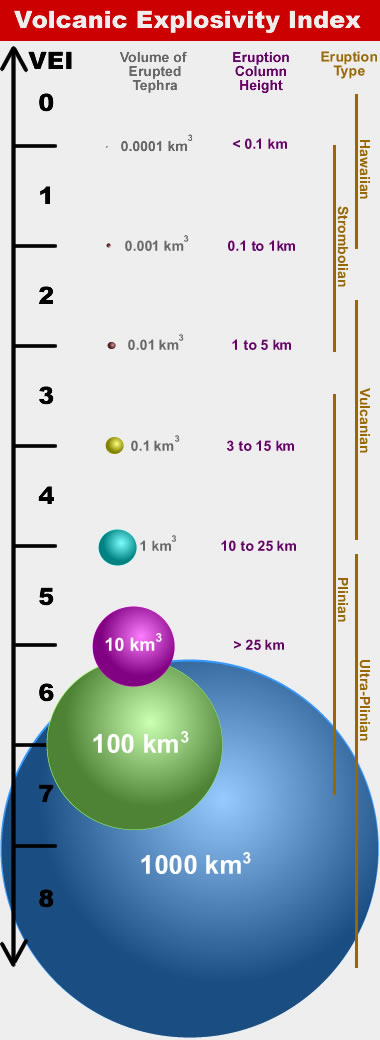 Volcanic Explosivity Index
VEI
Volume of
Erupted
Tephra
Eruption
Column
Height
Eruption
Type
0
0.0001 km³
< 0.1 km
Hawaiian
1
Strombolian
0.001 km³
0.1 to 1km
2
0.01 km³
1 to 5 km
3
Vulcanian
0.1 km³
3 to 15 km
4
1 km³
10 to 25 km
5
Plinian
10 km³
> 25 km
6
Ultra-Plinian
100 km³
7
1000 km³
8